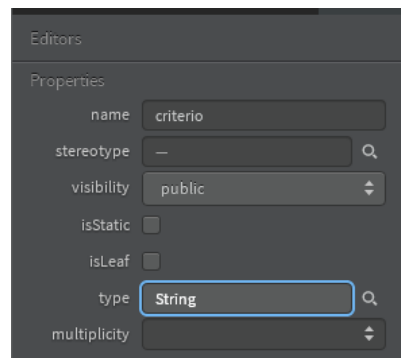 Editors
Properties
name criterio
stereotype —
visibility public
isStatic
isLeaf
type String
multiplicity